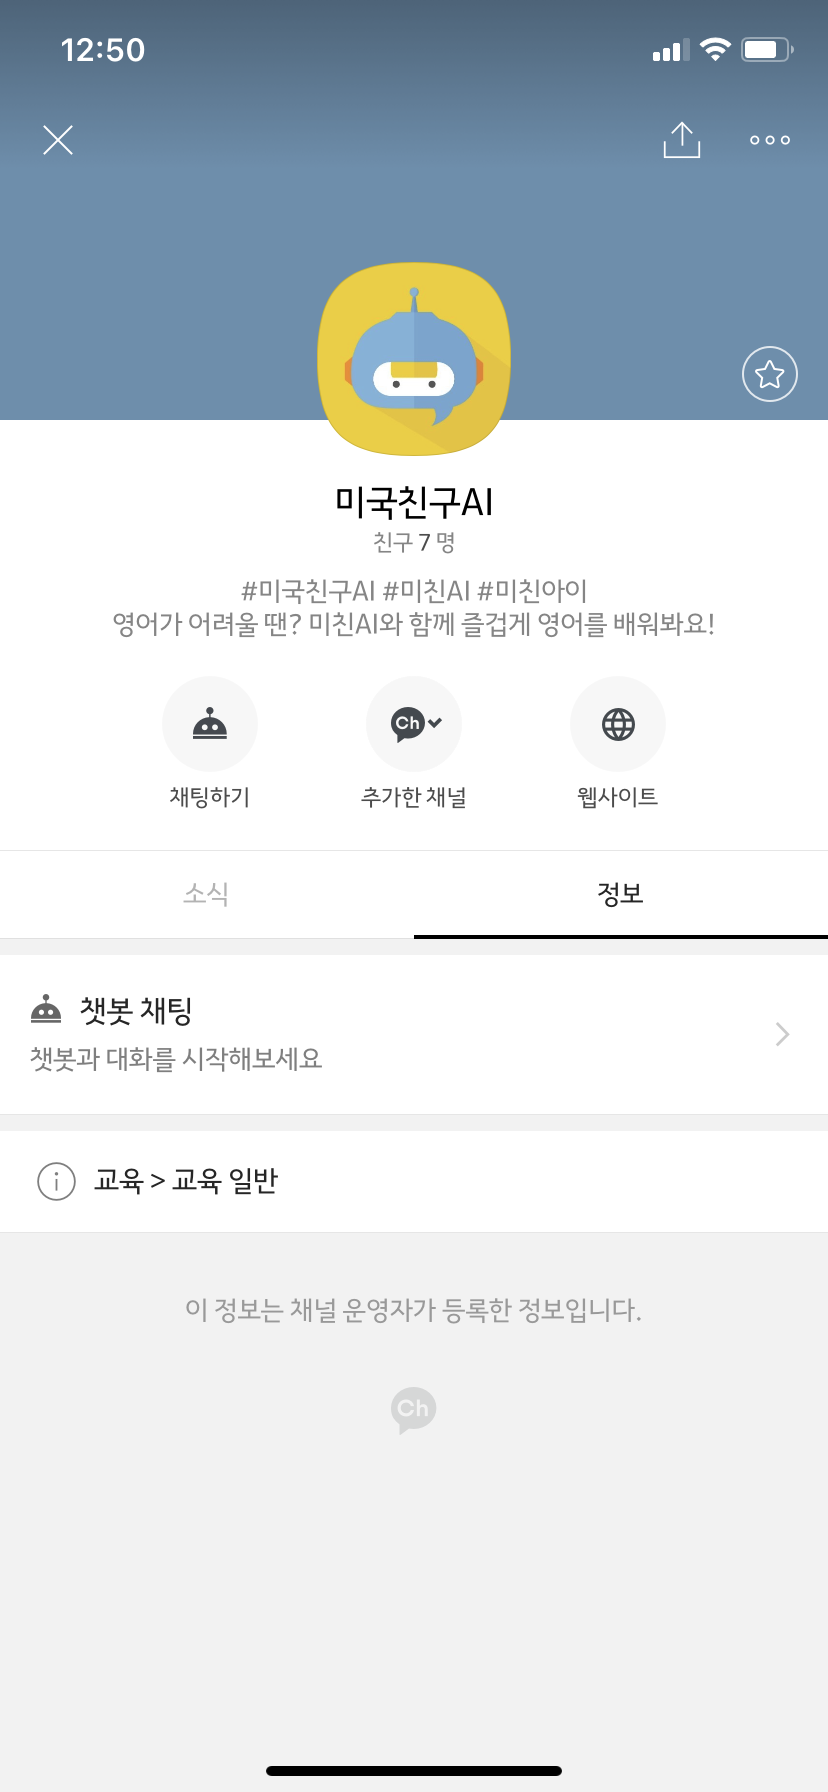 12:50
미국친구AI
친구 7 명
#미국친구AI #미친AI #미친아이
영어가 어려울 땐? 미친AI와 함께 즐겁게 영어를 배워봐요!
Ch
채팅하기 추가한 채널 웹사이트
소식 정보
챗봇 채팅
챗봇과 대화를 시작해보세요
교육 > 교육 일반
이 정보는 채널 운영자가 등록한 정보입니다.
Ch